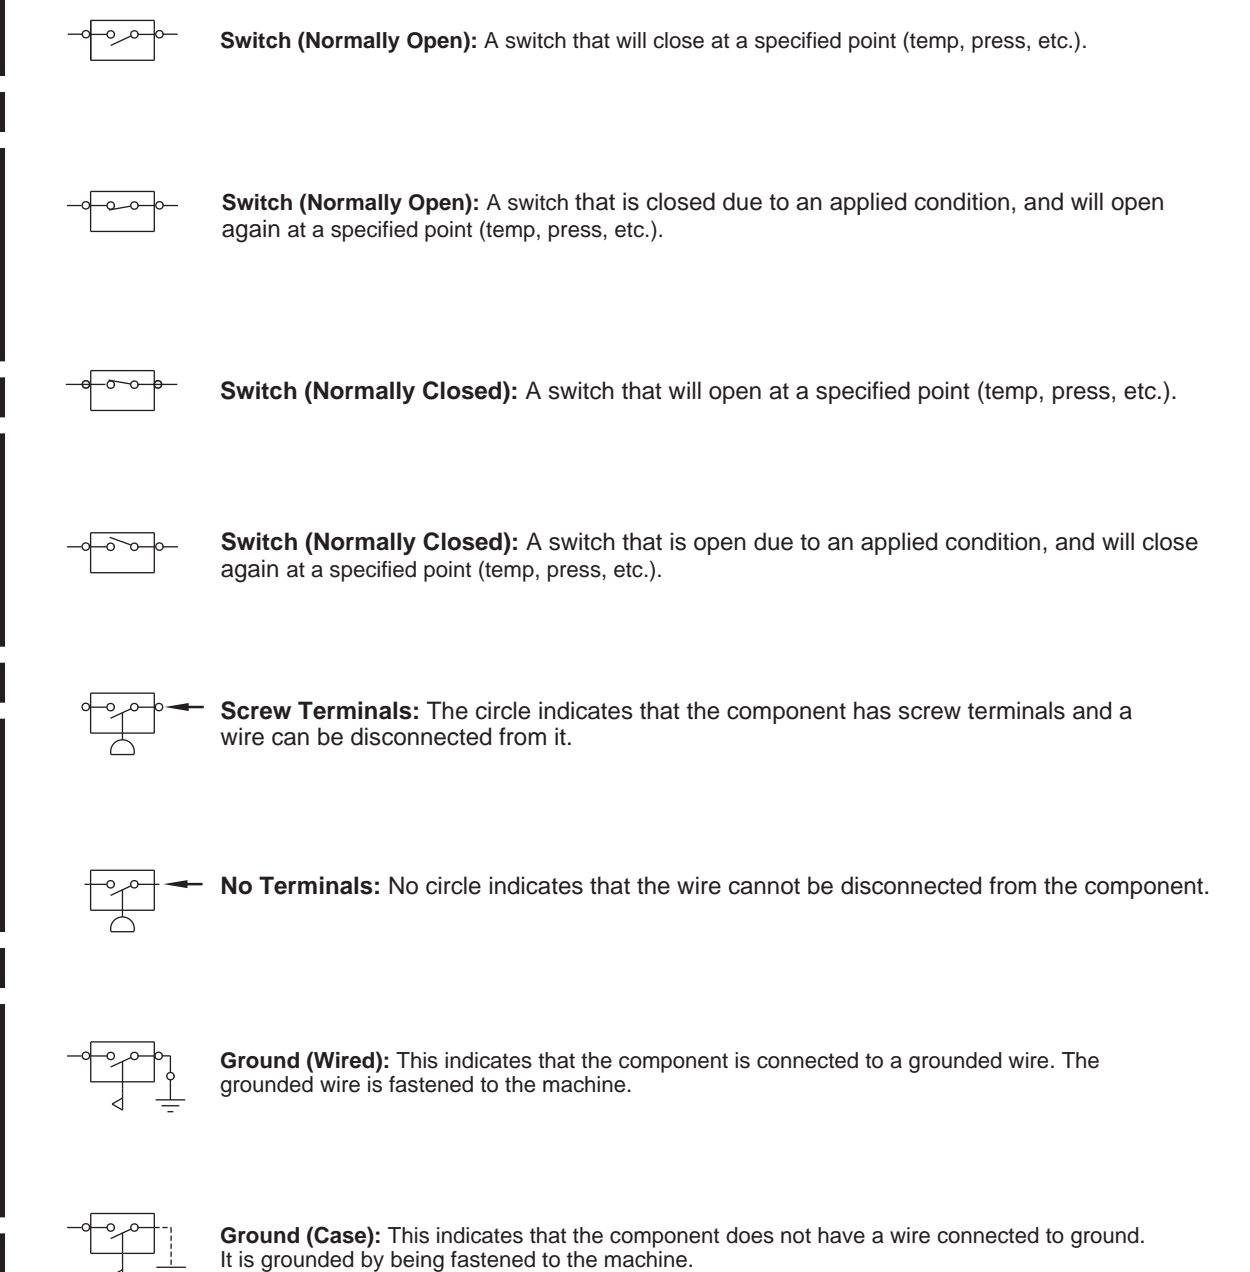 Switch (Normally Open): A switch that will close at a specified point (temp, press, etc.).
Switch (Normally Open): A switch that is closed due to an applied condition, and will open
again at a specified point (temp, press, etc.).
Switch (Normally Closed): A switch that will open at a specified point (temp, press, etc.).
Switch (Normally Closed): A switch that is open due to an applied condition, and will close
again at a specified point (temp, press, etc.).
Screw Terminals: The circle indicates that the component has screw terminals and a
wire can be disconnected from it.
No Terminals: No circle indicates that the wire cannot be disconnected from the component.
Ground (Wired): This indicates that the component is connected to a grounded wire. The
grounded wire is fastened to the machine.
Ground (Case): This indicates that the component does not have a wire connected to ground.
It is grounded by being fastened to the machine.